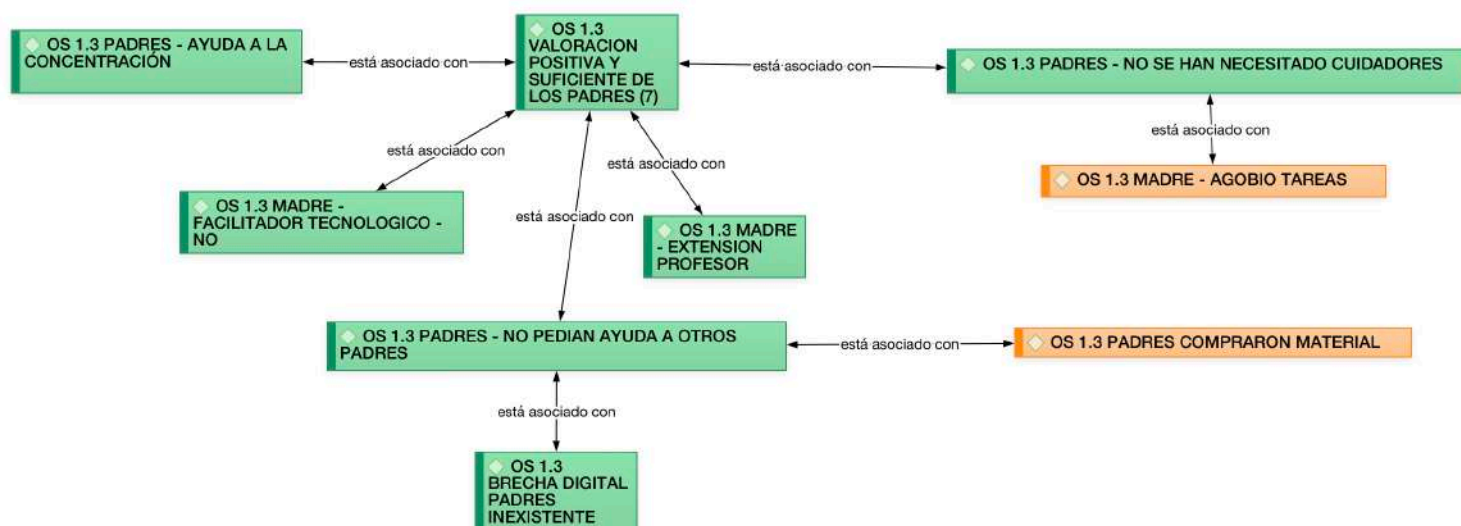 OS 1.3 PADRES - AYUDA A LA
CONCENTRACIÓN
está asociado con
OS 1.3
VALORACION
POSITIVA Y
SUFICIENTE DE
LOS PADRES (7)
está asociado con
OS 1.3 PADRES - NO SE HAN NECESITADO CUIDADORES
está asociado con
OS 1.3 MADRE - AGOBIO TAREAS
está asociado con
OS 1.3 MADRE -
FACILITADOR TECNOLOGICO -
NO
está asociado con
OS 1.3 MADRE
- EXTENSION
PROFESOR
está asociado con
OS 1.3 PADRES - NO PEDIAN AYUDA A OTROS
PADRES
está asociado con
OS 1.3 PADRES COMPRARON MATERIAL
está asociado con
OS 1.3
BRECHA DIGITAL
PADRES
INEXISTENTE